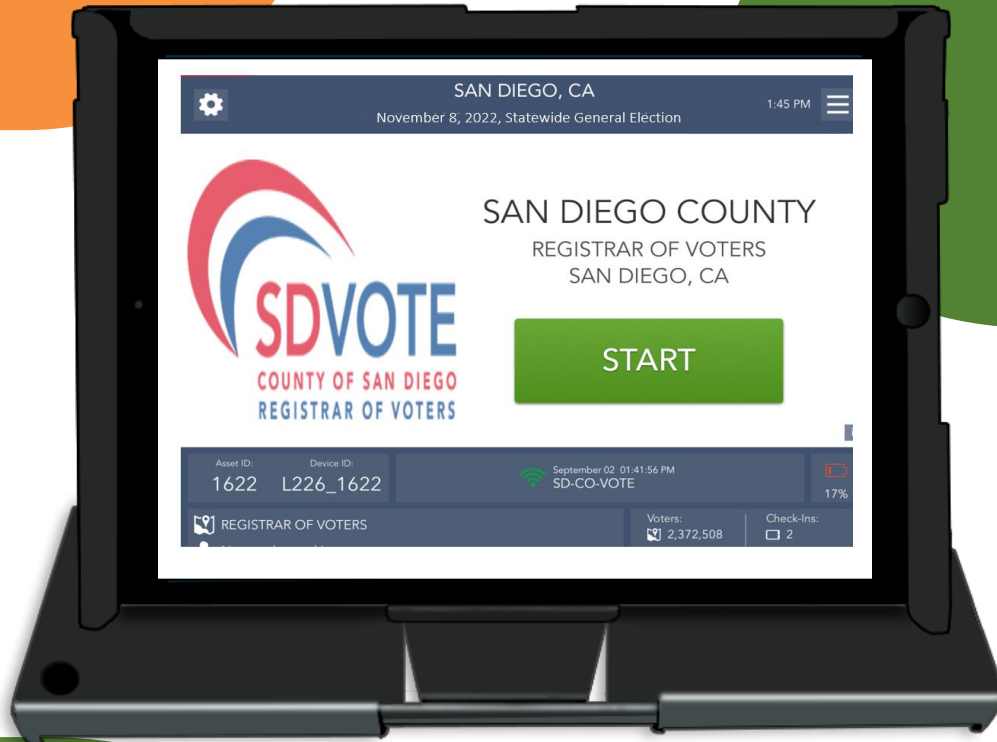 SAN DIEGO, CA
November 8, 2022, Statewide General Election
1:45 PM
SAN DIEGO COUNTY
REGISTRAR OF VOTERS
SAN DIEGO, CA
START
SDVOTE
COUNTY OF SAN DIEGO
REGISTRAR OF VOTERS
Asset ID:
1622
Device ID:
L226_1622
September 02 01:41:56 PM
SD-CO-VOTE
17%
REGISTRAR OF VOTERS
Voters:
2,372,508
Check-Ins:
2